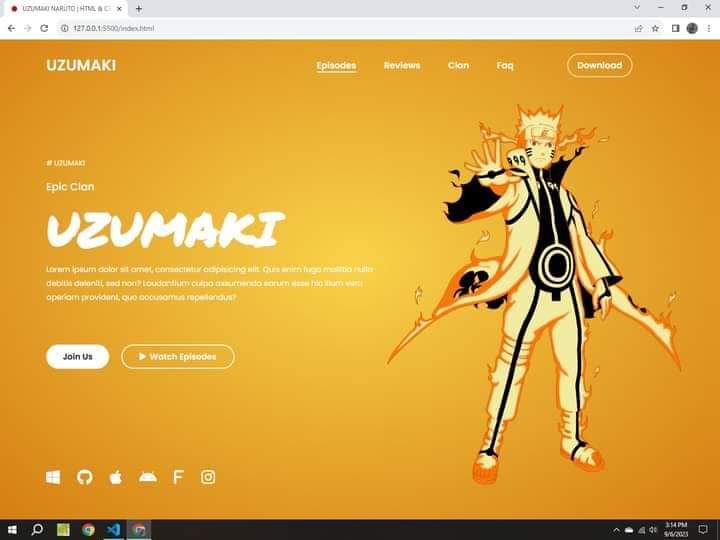 UZUMAKI NARUTO | HTML & C
127.0.0.1:5500/index.html
UZUMAKI
Episodes
Reviews
Clan
Faq
Download
# UZUMAKI
Epic Clan
UZUMAKI
Lorem ipsum dolor sit amet, consectetur adipisicing elit. Quis enim fuga mollitia nulla
debitis deleniti, sed non? Laudantium culpa assumenda earum esse hic illum vero
aperiam provident, quo accusamus repellendus?
Join Us
Watch Episodes
3:14 PM
9/6/2023